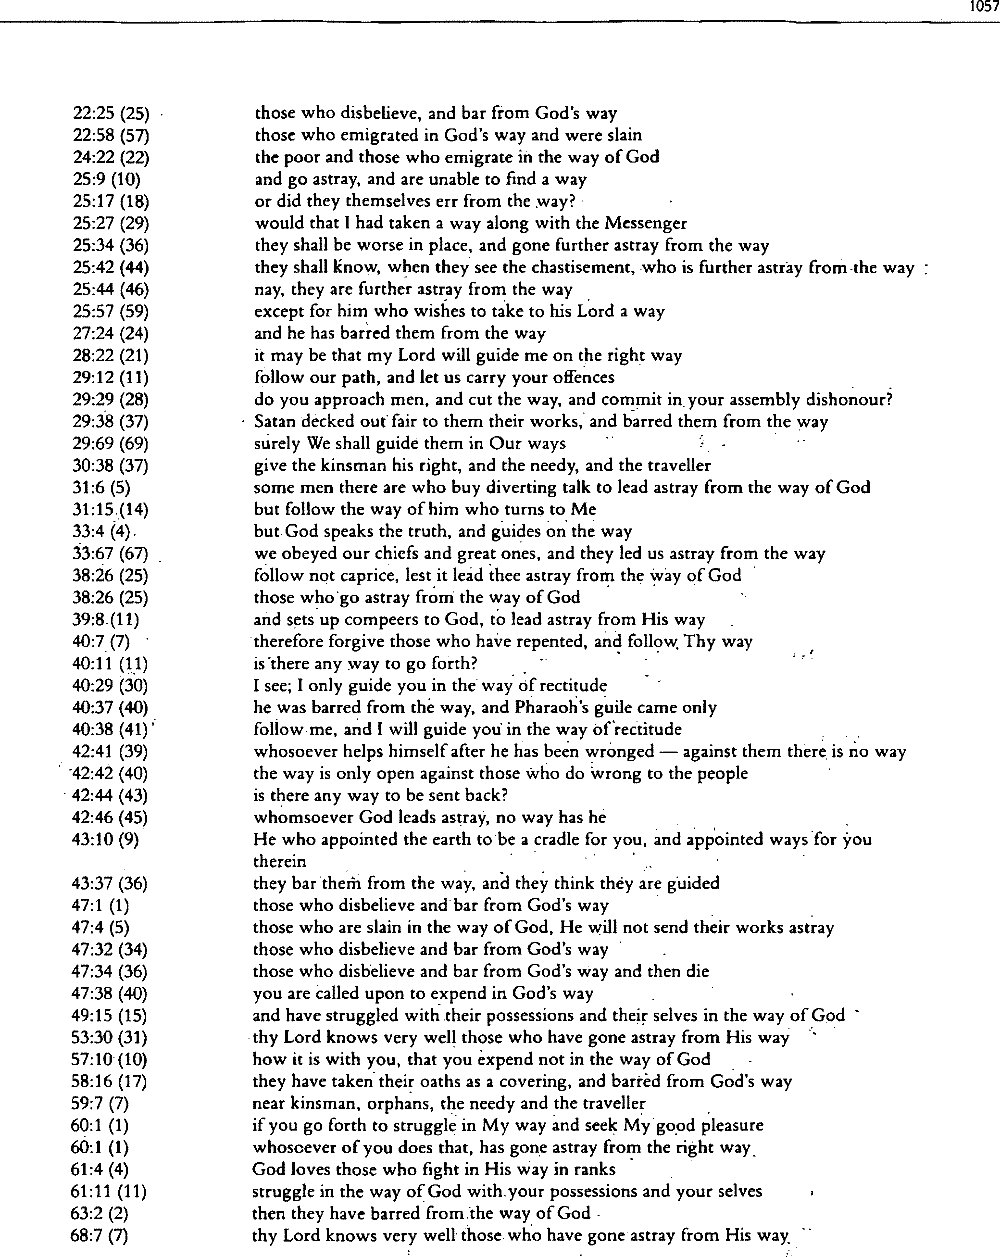 1057
22:25 (25) those who disbelieve, and bar from God's way
22:58 (57) those who emigrated in God's way and were slain
24:22 (22) the poor and those who emigrate in the way of God
25:9 (10) and go astray, and are unable to find a way
25:17 (18) or did they themselves err from the way?
25:27 (29) would that I had taken a way along with the Messenger
25:34 (36) they shall be worse in place, and gone further astray from the way
25:42 (44) they shall know, when they see the chastisement, who is further astray from the way
25:44 (46) nay, they are further astray from the way
25:57 (59) except for him who wishes to take to his Lord a way
27:24 (24) and he has barred them from the way
28:22 (21) it may be that my Lord will guide me on the right way
29:12 (11) follow our path, and let us carry your offences
29:29 (28) do you approach men, and cut the way, and commit in your assembly dishonour?
29:38 (37) Satan decked out fair to them their works, and barred them from the way
29:69 (69) surely We shall guide them in Our ways
30:38 (37) give the kinsman his right, and the needy, and the traveller
31:6 (5) some men there are who buy diverting talk to lead astray from the way of God
31:15 (14) but follow the way of him who turns to Me
33:4 (4) but God speaks the truth, and guides on the way
33:67 (67) we obeyed our chiefs and great ones, and they led us astray from the way
38:26 (25) follow not caprice, lest it lead thee astray from the way of God
38:26 (25) those who go astray from the way of God
39:8 (11) and sets up compeers to God, to lead astray from His way
40:7 (7) therefore forgive those who have repented, and follow Thy way
40:11 (11) is there any way to go forth?
40:29 (30) I see; I only guide you in the way of rectitude
40:37 (40) he was barred from the way, and Pharaoh's guile came only
40:38 (41) follow me, and I will guide you in the way of rectitude
42:41 (39) whosoever helps himself after he has been wronged — against them there is no way
42:42 (40) the way is only open against those who do wrong to the people
42:44 (43) is there any way to be sent back?
42:46 (45) whomsoever God leads astray, no way has he
43:10 (9) He who appointed the earth to be a cradle for you, and appointed ways for you
therein
43:37 (36) they bar them from the way, and they think they are guided
47:1 (1) those who disbelieve and bar from God's way
47:4 (5) those who are slain in the way of God, He will not send their works astray
47:32 (34) those who disbelieve and bar from God's way
47:34 (36) those who disbelieve and bar from God's way and then die
47:38 (40) you are called upon to expend in God's way
49:15 (15) and have struggled with their possessions and their selves in the way of God
53:30 (31) thy Lord knows very well those who have gone astray from His way
57:10 (10) how it is with you, that you expend not in the way of God
58:16 (17) they have taken their oaths as a covering, and barred from God's way
59:7 (7) near kinsman, orphans, the needy and the traveller
60:1 (1) if you go forth to struggle in My way and seek My good pleasure
60:1 (1) whosoever of you does that, has gone astray from the right way
61:4 (4) God loves those who fight in His way in ranks
61:11 (11) struggle in the way of God with your possessions and your selves
63:2 (2) then they have barred from the way of God
68:7 (7) thy Lord knows very well those who have gone astray from His way